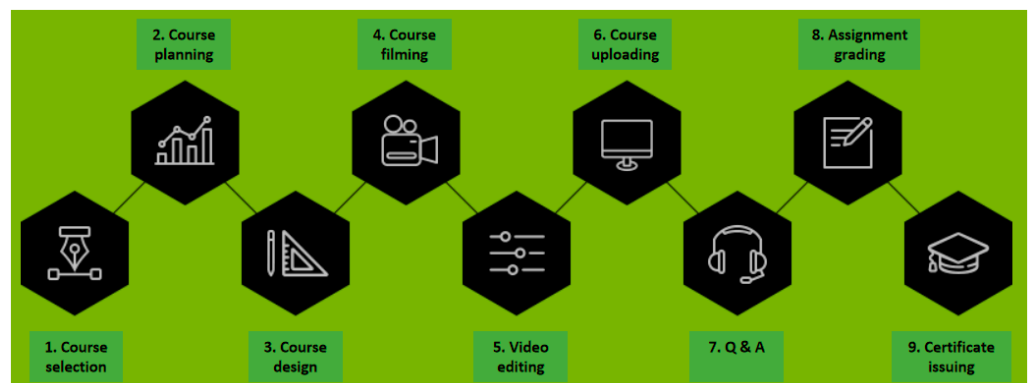 1. Course
selection
2. Course
planning
3. Course
design
4. Course
filming
5. Video
editing
6. Course
uploading
7. Q & A
8. Assignment
grading
9. Certificate
issuing